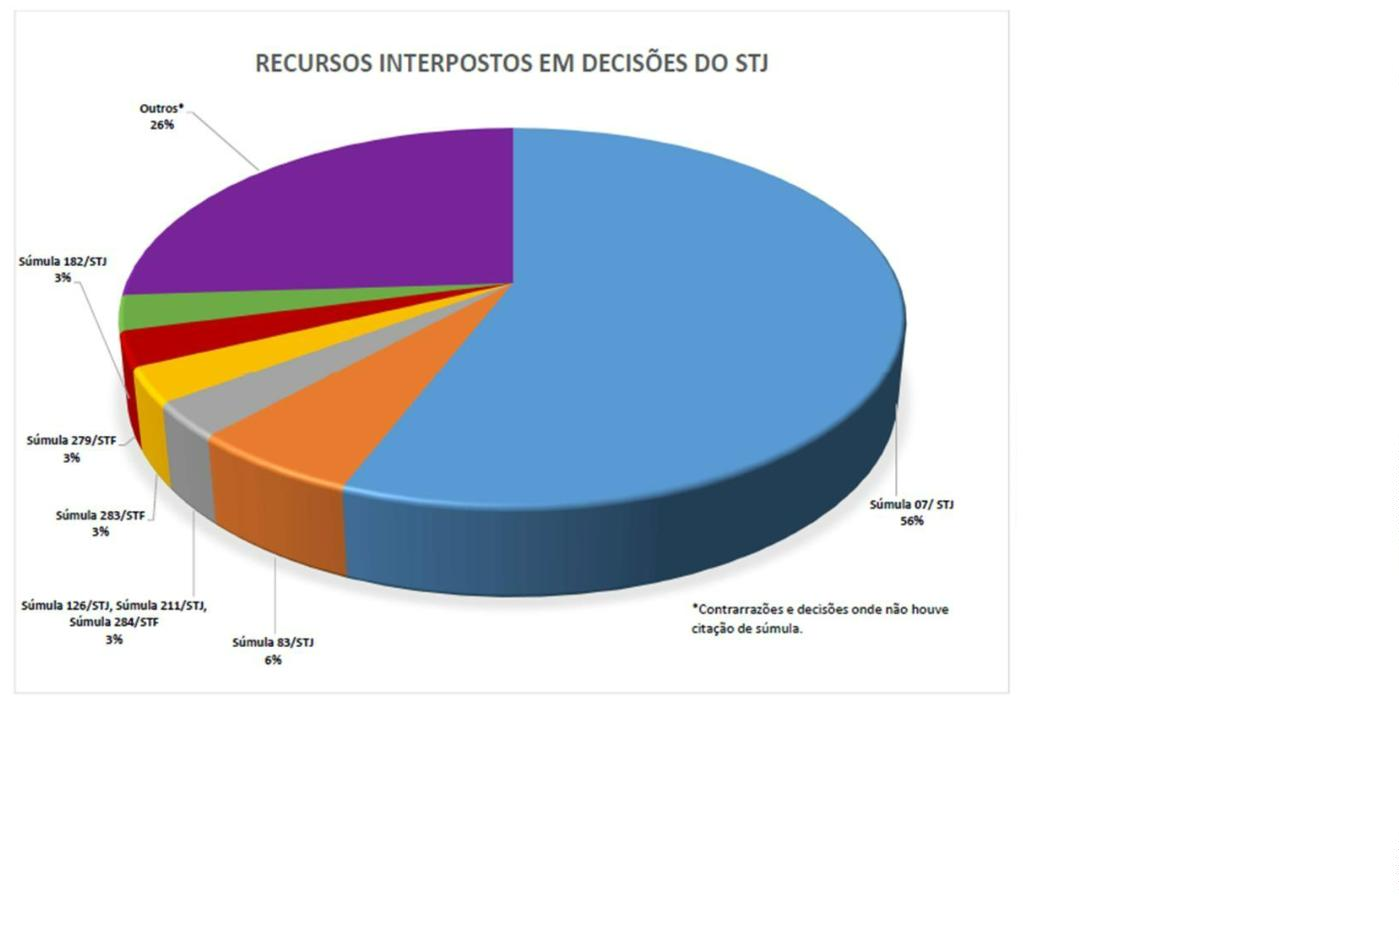 RECURSOS INTERPOSTOS EM DECISÕES DO STJ
Outros*
26%
Súmula 182/STJ
3%
Súmula 279/STF
3%
Súmula 283/STF
3%
Súmula 126/STJ, Súmula 211/STJ,
Súmula 284/STF
3%
Súmula 83/STJ
6%
Súmula 07/ STJ
56%
*Contrarrazões e decisões onde não houve
citação de súmula.